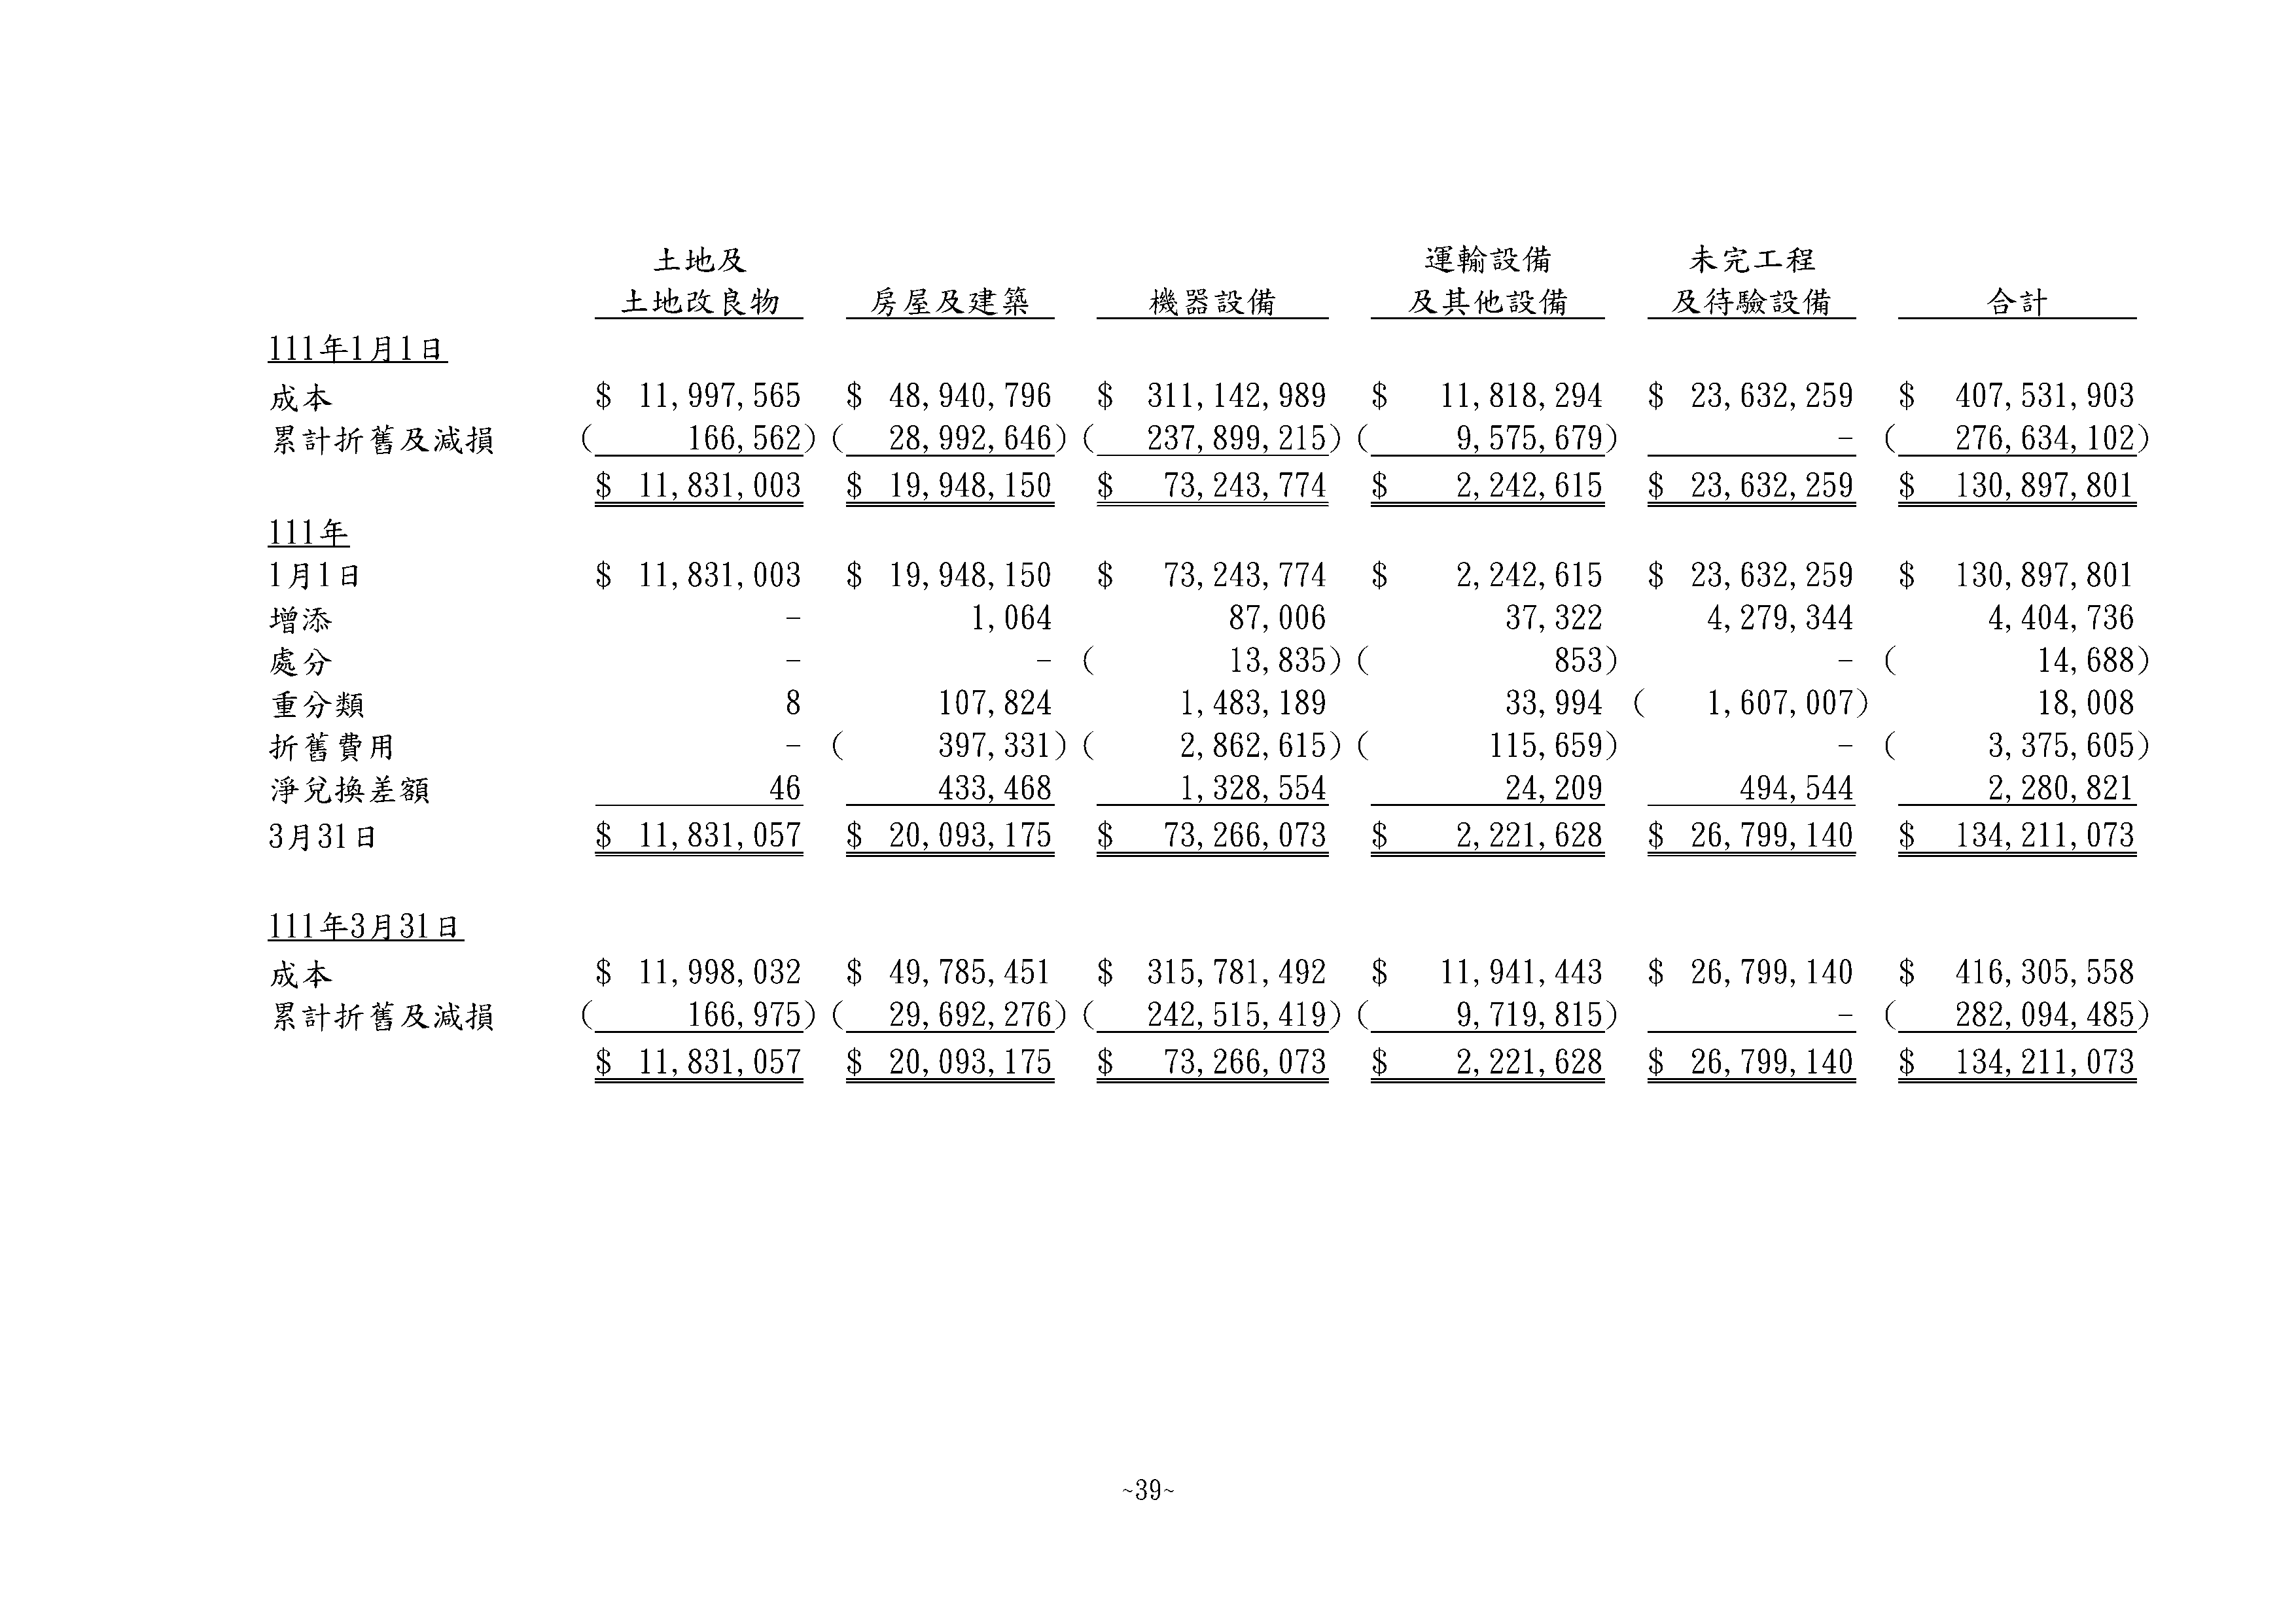 土地及 運輸設備 未完工程
土地改良物 房屋及建築 機器設備 及其他設備 及待驗設備 合計
111年1月1日
成本 $ 11,997,565 $ 48,940,796 $ 311,142,989 $ 11,818,294 $ 23,632,259 $ 407,531,903
累計折舊及減損 ( 166,562) ( 28,992,646) ( 237,899,215) ( 9,575,679) - ( 276,634,102)
$ 11,831,003 $ 19,948,150 $ 73,243,774 $ 2,242,615 $ 23,632,259 $ 130,897,801
111年
1月1日 $ 11,831,003 $ 19,948,150 $ 73,243,774 $ 2,242,615 $ 23,632,259 $ 130,897,801
增添 - 1,064 87,006 37,322 4,279,344 4,404,736
處分 - - ( 13,835) ( 853) - ( 14,688)
重分類 8 107,824 1,483,189 33,994 ( 1,607,007) 18,008
折舊費用 - ( 397,331) ( 2,862,615) ( 115,659) - ( 3,375,605)
淨兌換差額 46 433,468 1,328,554 24,209 494,544 2,280,821
3月31日 $ 11,831,057 $ 20,093,175 $ 73,266,073 $ 2,221,628 $ 26,799,140 $ 134,211,073
111年3月31日
成本 $ 11,998,032 $ 49,785,451 $ 315,781,492 $ 11,941,443 $ 26,799,140 $ 416,305,558
累計折舊及減損 ( 166,975) ( 29,692,276) ( 242,515,419) ( 9,719,815) - ( 282,094,485)
$ 11,831,057 $ 20,093,175 $ 73,266,073 $ 2,221,628 $ 26,799,140 $ 134,211,073
~39~